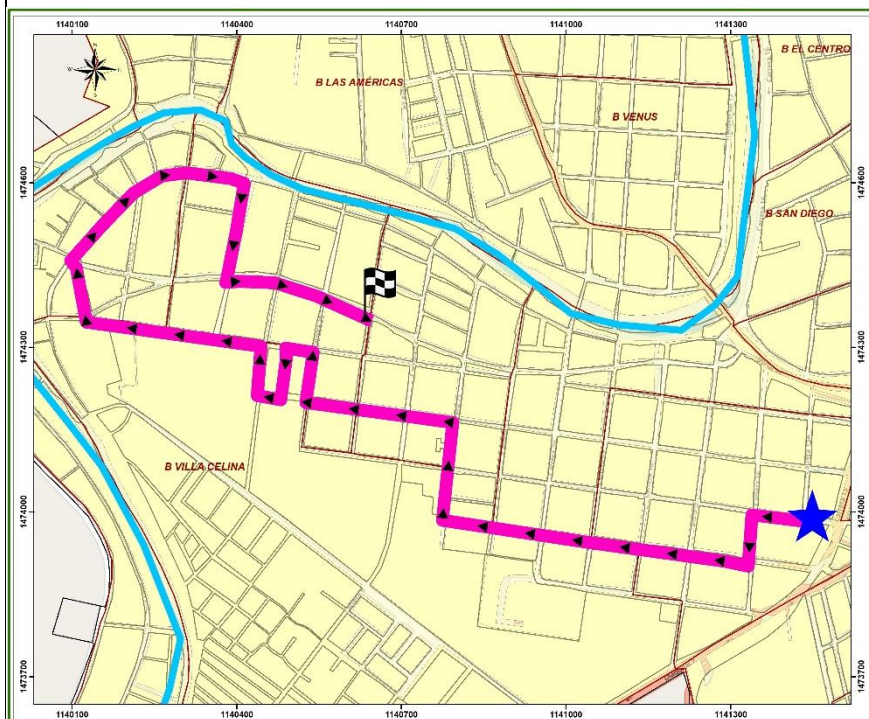 1140100 1140400 1140700 1141000 1141300
B EL CENTRO
B LAS AMÉRICAS
B VENUS
1474600 1474600
B SAN DIEGO
1474300 1474300
B VILLA CELINA
1474000 1474000
1473700 1473700
1140100 1140400 1140700 1141000 1141300